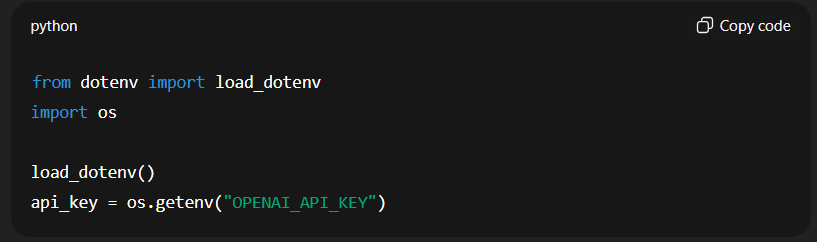 python
Copy code
from dotenv import load_dotenv
import os
load_dotenv()
api_key = os.getenv("OPENAI_API_KEY")